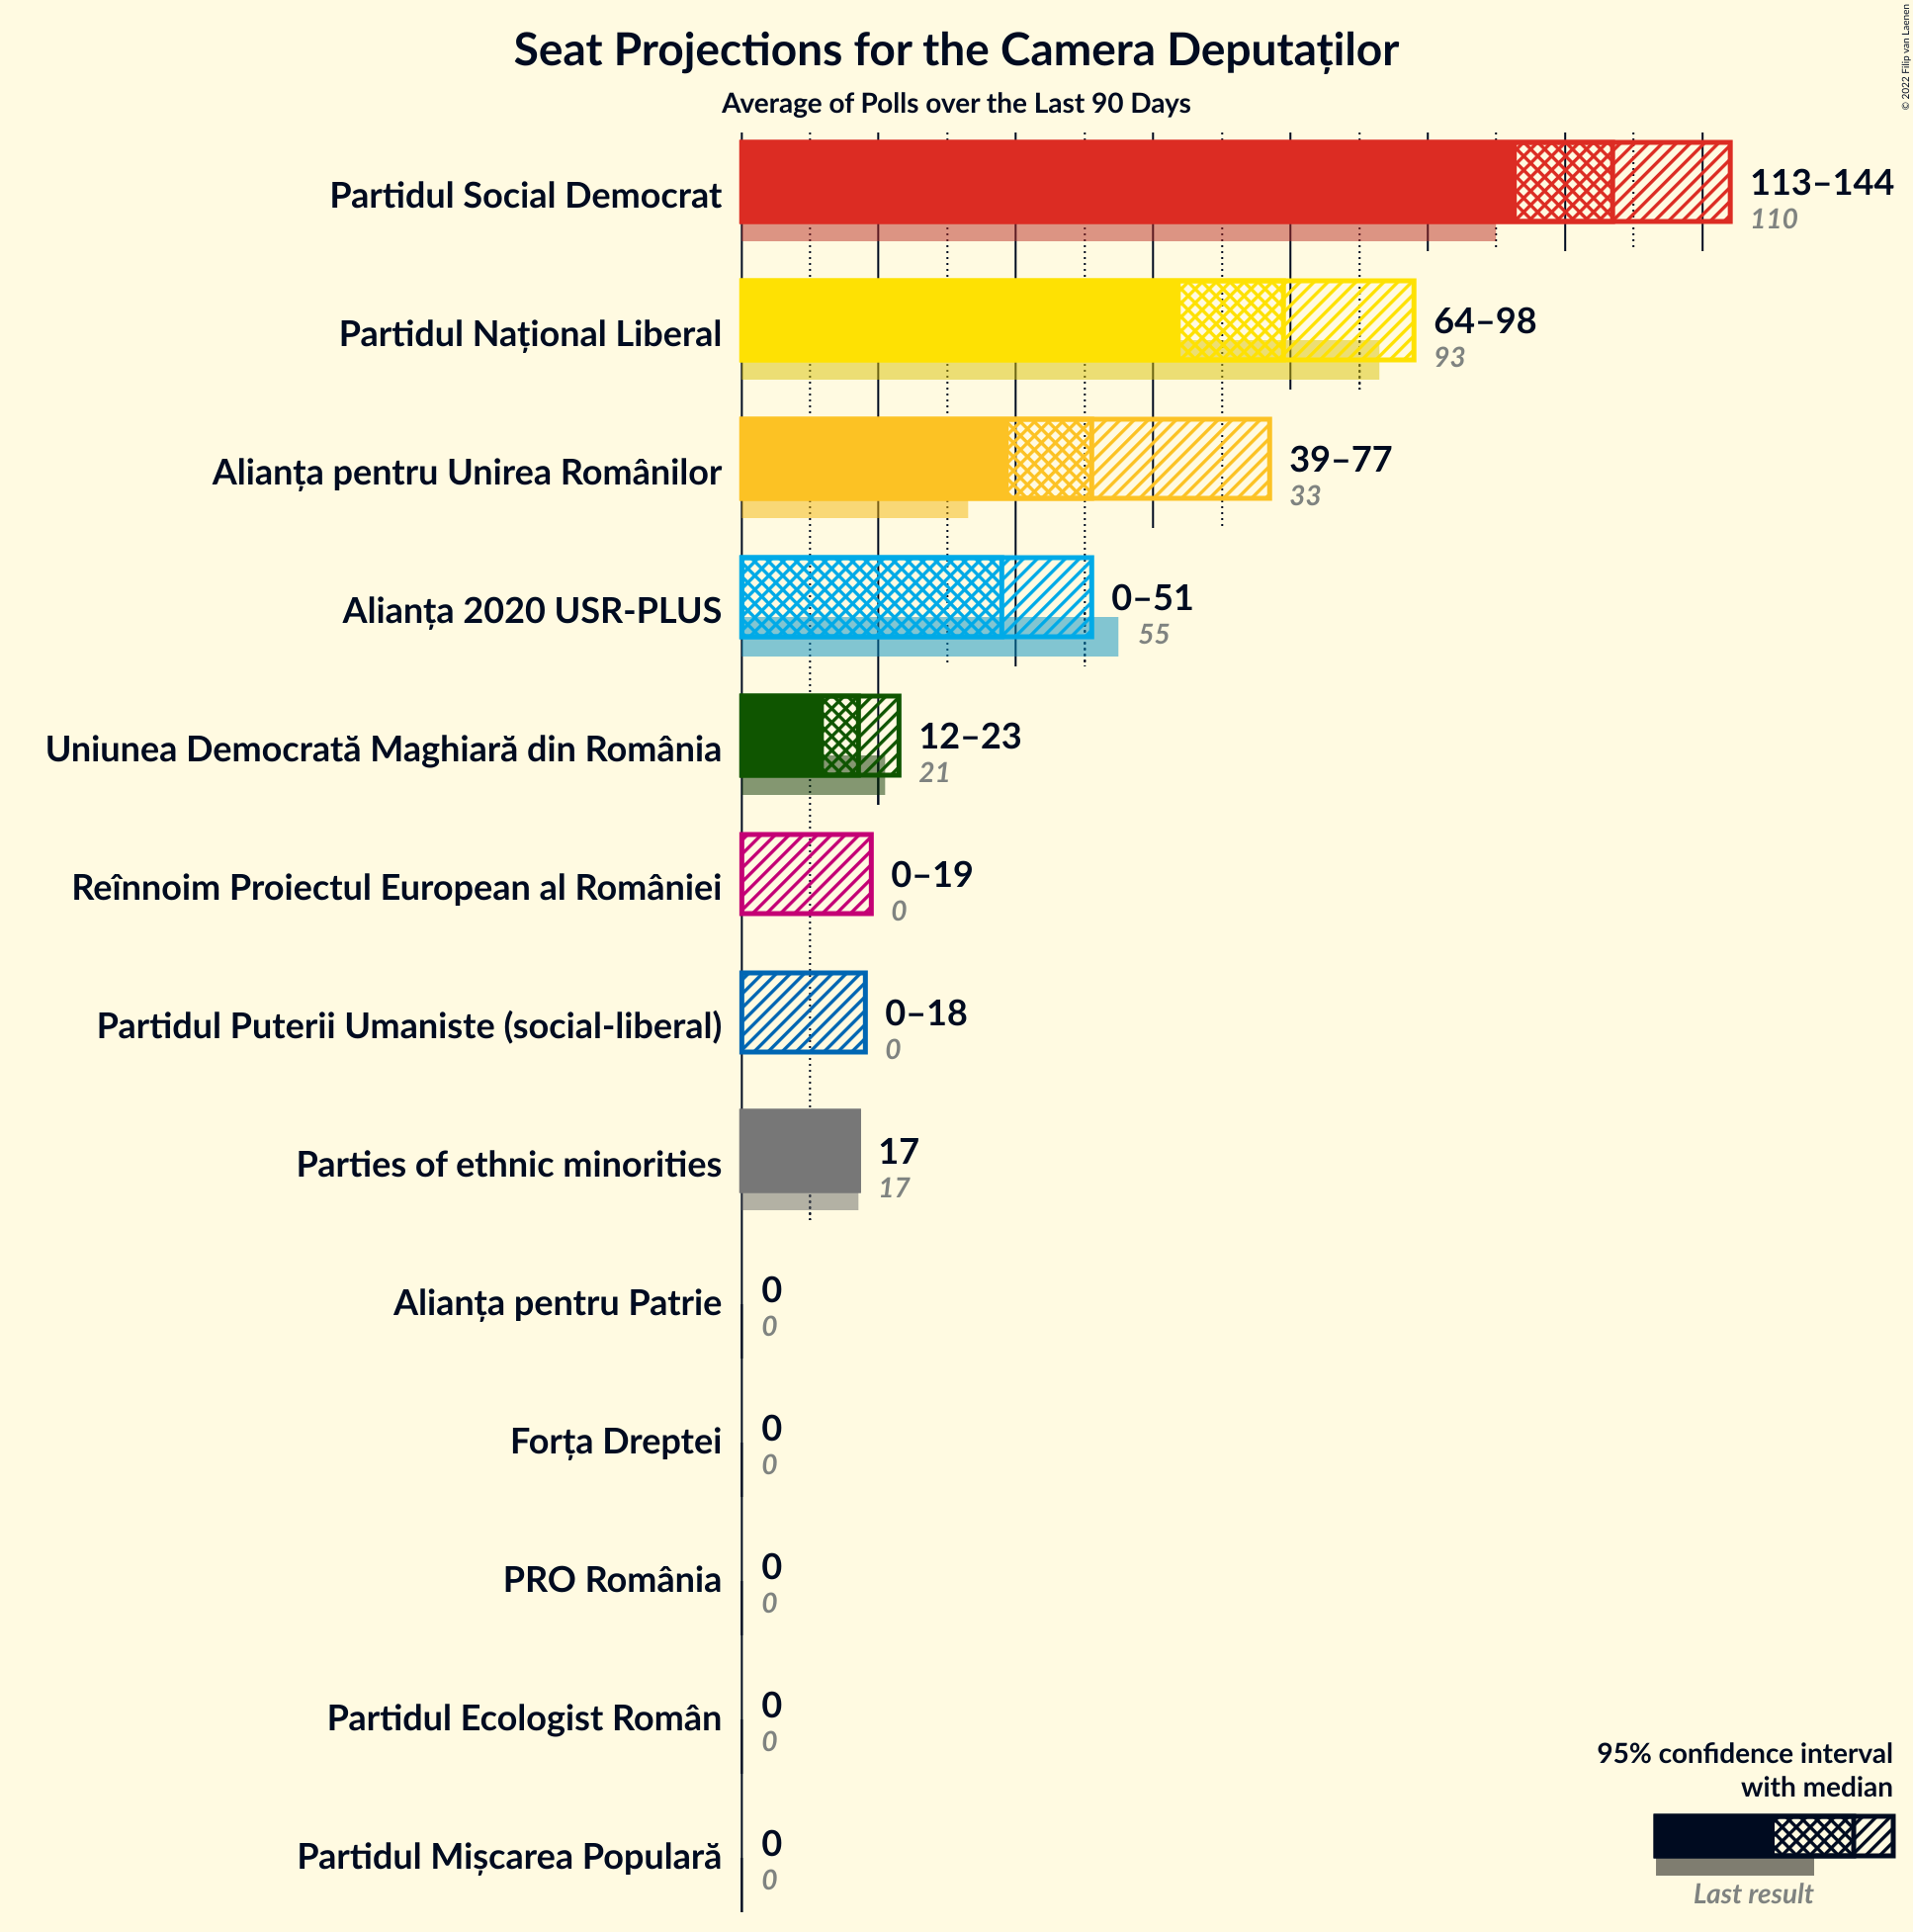 © 2022 Filip van Laenen
Seat Projections for the Camera Deputaților
Average of Polls over the Last 90 Days
Partidul Social Democrat
113–144
110
Partidul Național Liberal
64–98
93
Alianța pentru Unirea Românilor
39–77
33
Alianța 2020 USR-PLUS
0–51
55
Uniunea Democrată Maghiară din România
12–23
21
Reînnoim Proiectul European al României
0–19
0
Partidul Puterii Umaniste (social-liberal)
0–18
0
Parties of ethnic minorities
17
17
Alianța pentru Patrie
0
0
Forța Dreptei
0
0
PRO România
0
0
Partidul Ecologist Român
0
0
Partidul Mișcarea Populară
0
0
95% confidence interval
with median
Last result